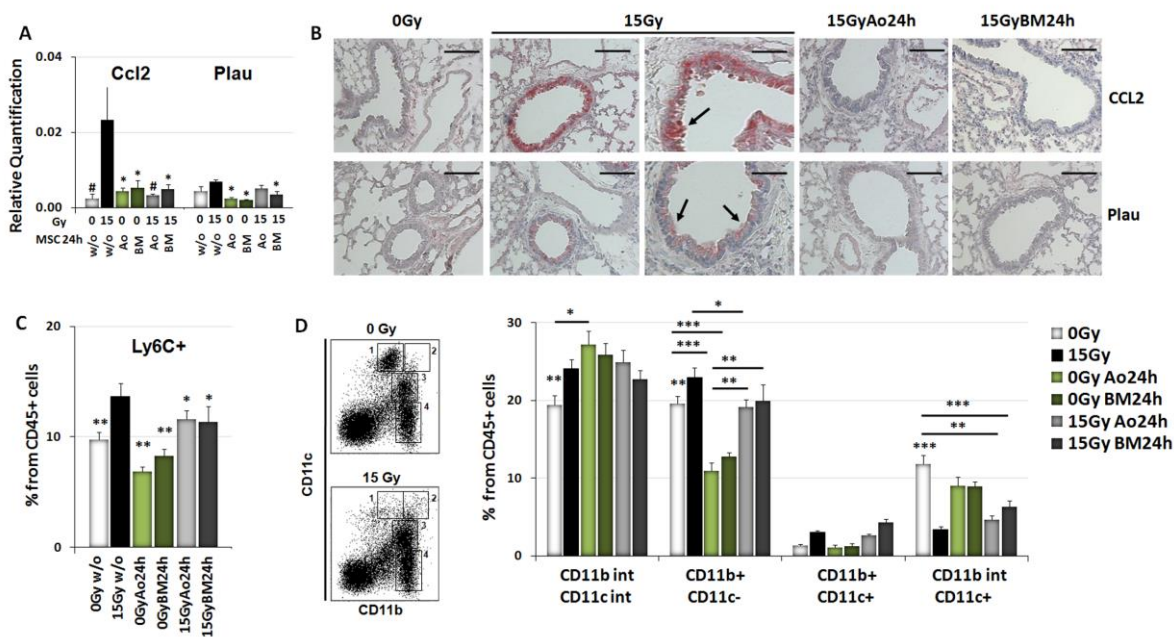 A
Ccl2
Plau
Relative Quantification
0.04
0.02
0.00
# * * # * * * *
0 15 0 0 15 15 0 15 0 0 15 15
Gy
w/o w/o Ao BM Ao BM w/o w/o Ao BM Ao BM
MSC 24h
B
0Gy
15Gy
15GyAo24h
15GyBM24h
CCL2
Plau
C
Ly6C+
% from CD45+ cells
20
10
0
** ** ** * *
0Gy w/o
15Gy w/o
0GyAo24h
0GyBM24h
15GyAo24h
15GyBM24h
D
0 Gy
1
2
3
4
15 Gy
1
2
3
4
CD11c
CD11b
% from CD45+ cells
30
20
10
0
*
**
*
***
***
**
**
**
***
**
***
CD11b int
CD11c int
CD11b+
CD11c-
CD11b+
CD11c+
CD11b int
CD11c+
0Gy
15Gy
0Gy Ao24h
0Gy BM24h
15Gy Ao24h
15Gy BM24h